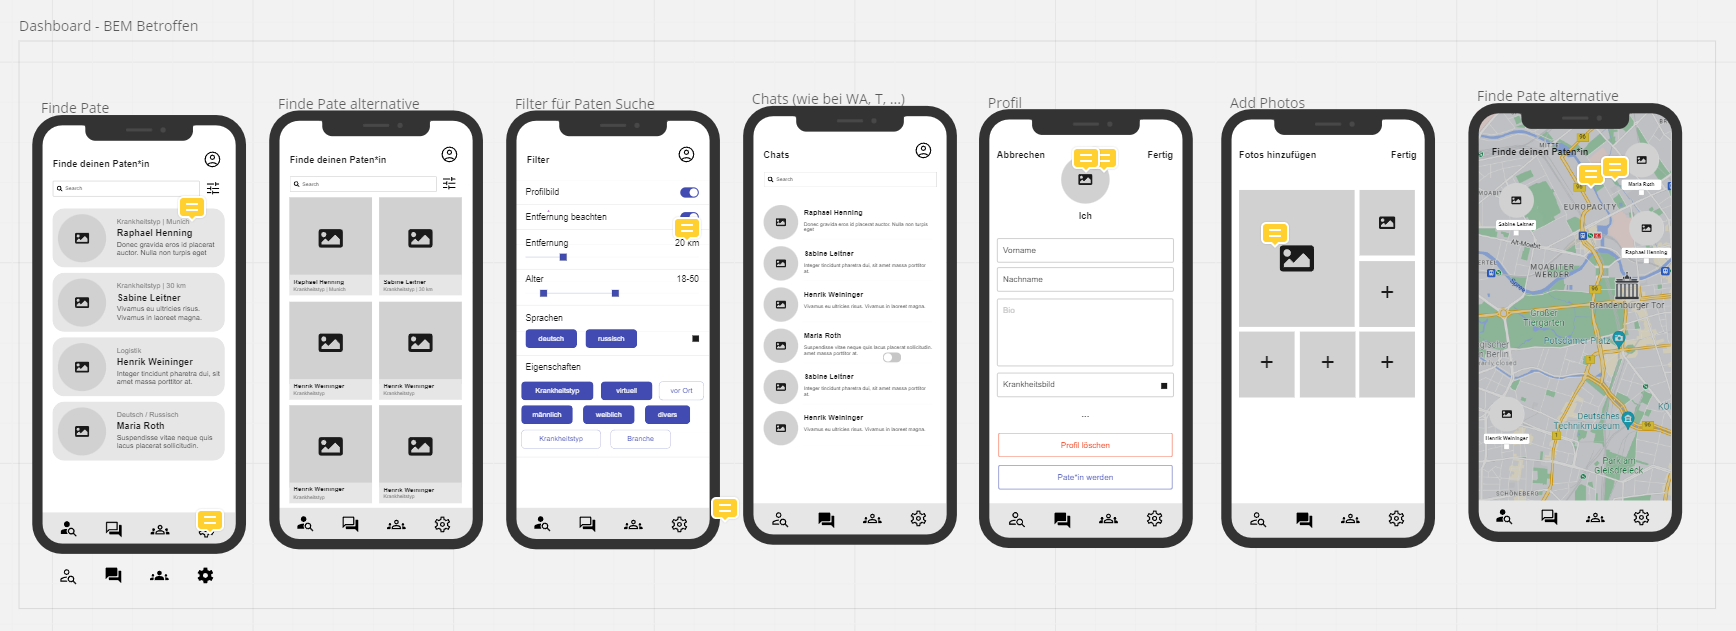 Dashboard - BEM Betroffen
Finde Pate
Finde deinen Paten*in
Search
Krankheitstyp | Munich
Raphael Henning
Donec gravida eros id placerat
auctor. Nulla non turpis eget
Krankheitstyp | 30 km
Sabine Leitner
Vivamus eu ultricies risus.
Vivamus in laoreet magna.
Logistik
Henrik Weininger
Integer tincidunt pharetra dui, sit
amet massa porttitor at.
Deutsch / Russisch
Maria Roth
Suspendisse vitae neque quis
lacus placerat sollicitudin.
Finde Pate alternative
Finde deinen Paten*in
Search
Raphael Henning
Krankheitstyp | Munich
Sabine Leitner
Krankheitstyp | 30 km
Henrik Weininger
Krankheitstyp
Henrik Weininger
Krankheitstyp
Henrik Weininger
Krankheitstyp
Henrik Weininger
Krankheitstyp
Filter für Paten Suche
Filter
Profilbild
Entfernung beachten
Entfernung
20 km
Alter
18-50
Sprachen
deutsch
russisch
Eigenschaften
Krankheitstyp
virtuell
vor Ort
männlich
weiblich
divers
Krankheitstyp
Branche
Chats (wie bei WA, T, ...)
Chats
Search
Raphael Henning
Donec gravida eros id placerat auctor. Nulla non turpis
eget
Sabine Leitner
Integer tincidunt pharetra dui, sit amet massa porttitor
at.
Henrik Weininger
Vivamus eu ultricies risus. Vivamus in laoreet magna.
Maria Roth
Suspendisse vitae neque quis lacus placerat sollicitudin.
amet massa porttitor at.
Sabine Leitner
Integer tincidunt pharetra dui, sit amet massa porttitor
at.
Henrik Weininger
Vivamus eu ultricies risus. Vivamus in laoreet magna.
Profil
Abbrechen
Fertig
Ich
Vorname
Nachname
Bio
Krankheitsbild
...
Profil löschen
Pate*in werden
Add Photos
Fotos hinzufügen
Fertig
+
+
+
+
Finde Pate alternative
96
MITTE
Finde deinen Paten*in
Maria Roth
96
MOABIT
EUROPACITY
Sabine Leitner
Alt-Moabit
Raphael Henning
MOABITER
WERDER
Spree
96
Brandenburger Tor
Großer
Tiergarten
Potsdamer Platz
Deutsches
Technikmuseum
96
1
Henrik Weininger
Park am
Gleisdreieck
SCHÖNEBERG